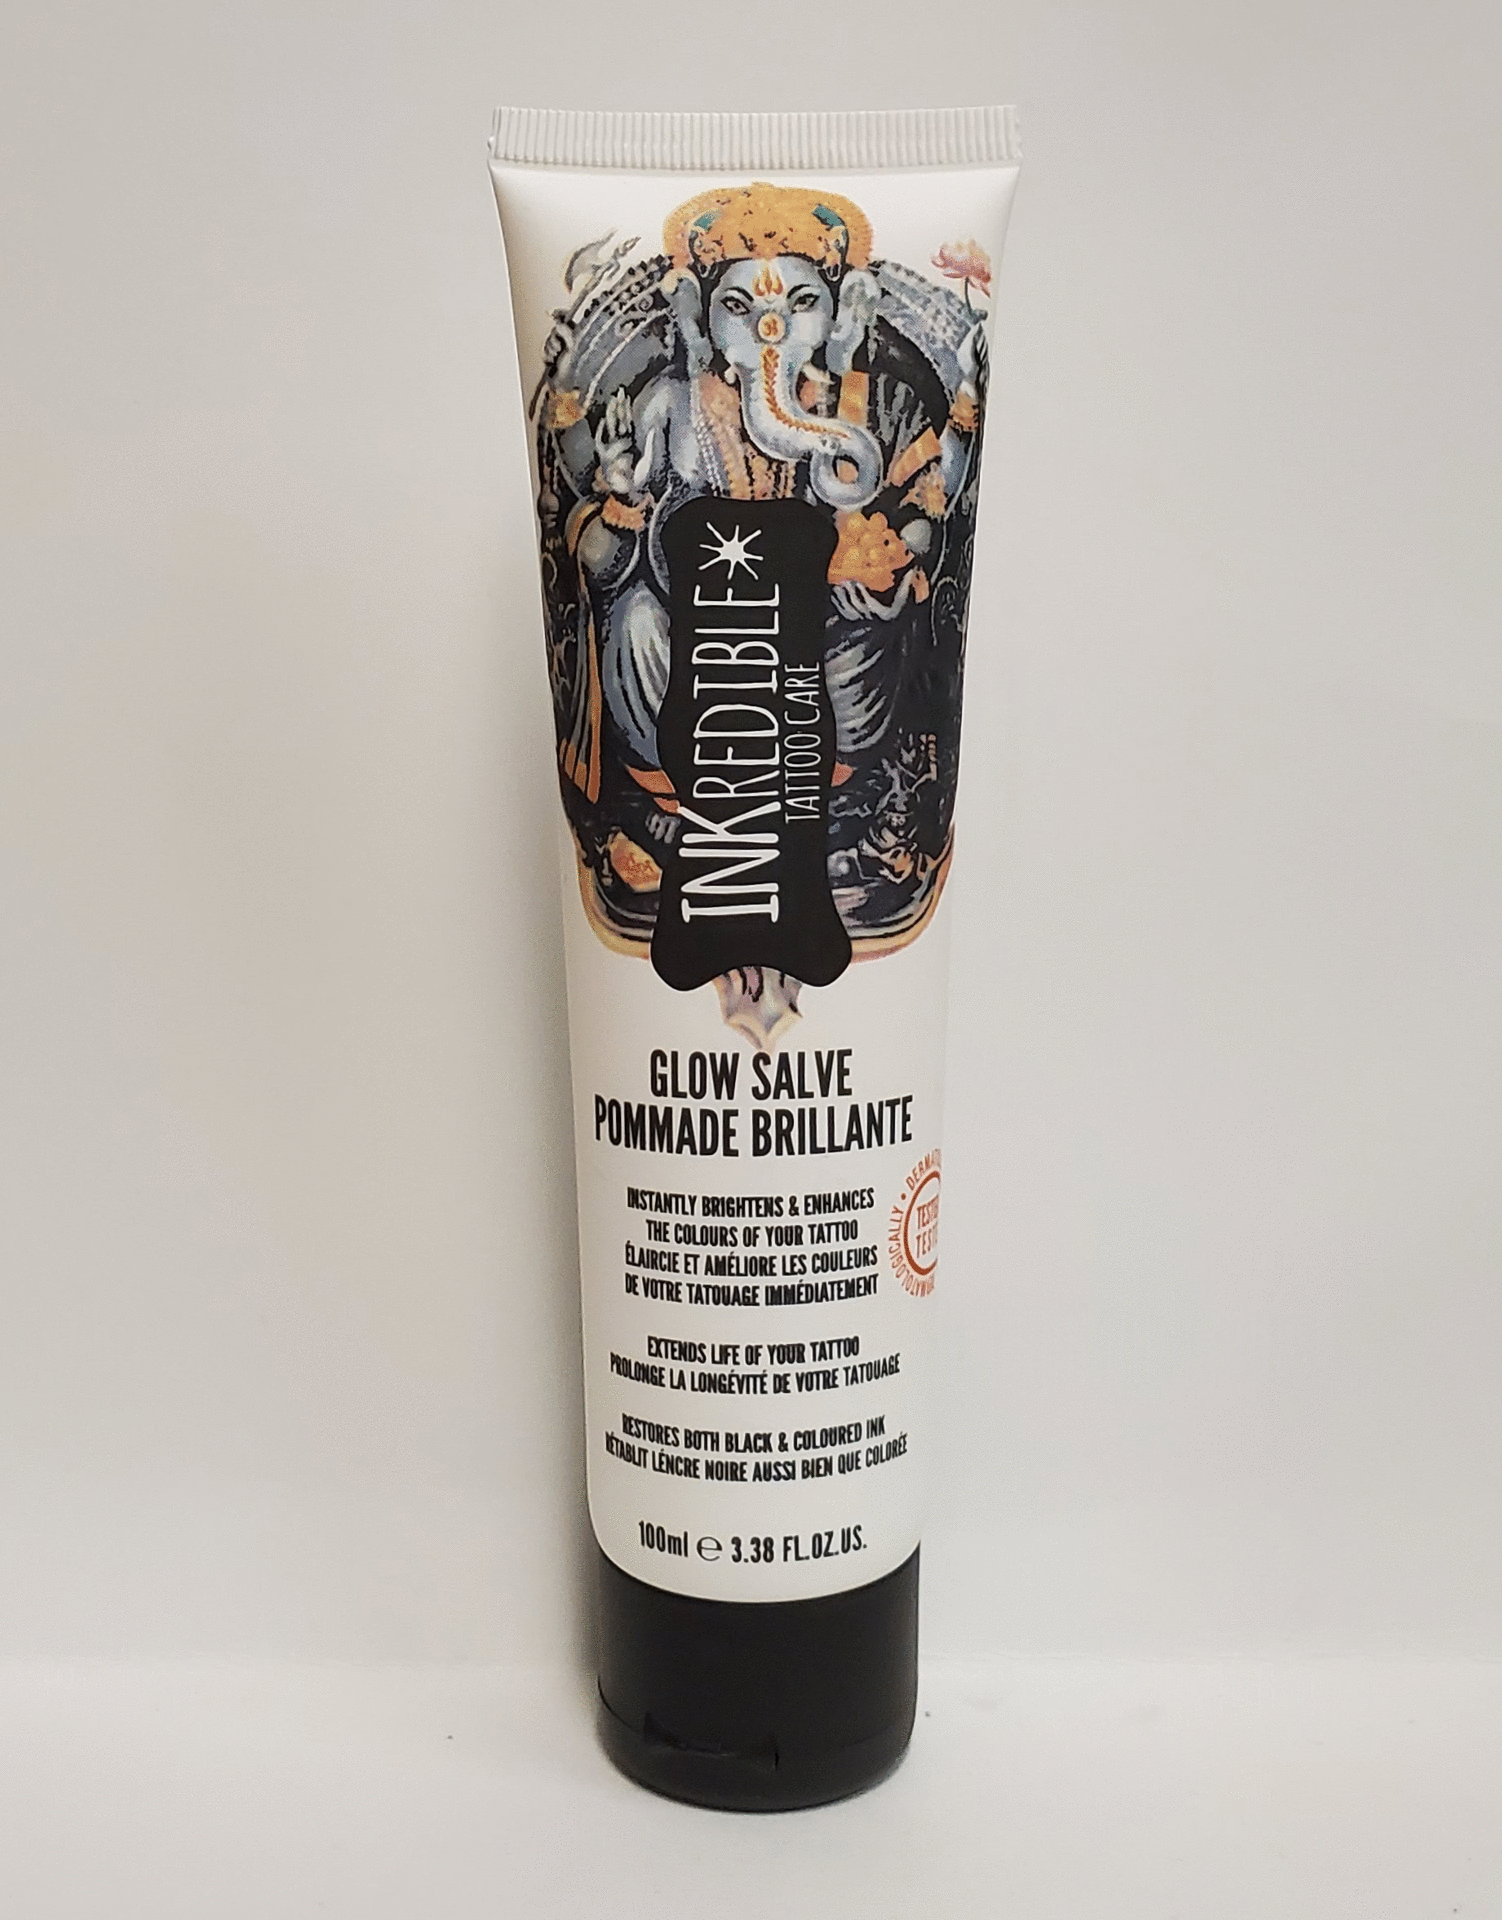 INKREDIBLE
TATTOO CARE
GLOW SALVE
POMMADE BRILLANTE
INSTANTLY BRIGHTENS & ENHANCES
THE COLOURS OF YOUR TATTOO
ÉLAIRCIE ET AMÉLIORE LES COULEURS
DE VOTRE TATOUAGE IMMÉDIATEMENT
DERMATOLOGICALLY •
EXTENDS LIFE OF YOUR TATTOO
PROLONGE LA LONGÉVITÉ DE VOTRE TATOUAGE
RESTORES BOTH BLACK & COLOURED INK
RÉTABLIT LÉNCRE NOIRE AUSSI BIEN QUE COLORÉE
100ml ℮ 3.38 FL.OZ.US.